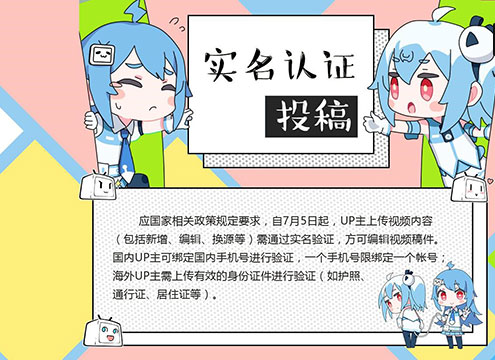 实名认证
投稿
应国家相关政策规定要求，自7月5日起，UP主上传视频内容
（包括新增、编辑、换源等）需通过实名验证，方可编辑视频稿件。
国内UP主可绑定国内手机号进行验证，一个手机号限绑定一个帐号；
海外UP主需上传有效的身份证件进行验证（如护照、
通行证、居住证等）。